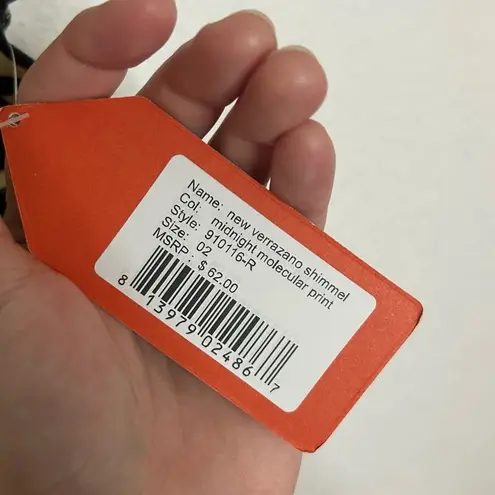 Name: new verrazano shimmel
Col: midnight molecular print
Style: 910116-R
Size: 02
MSRP: $ 62.00
8 13979 02486 7